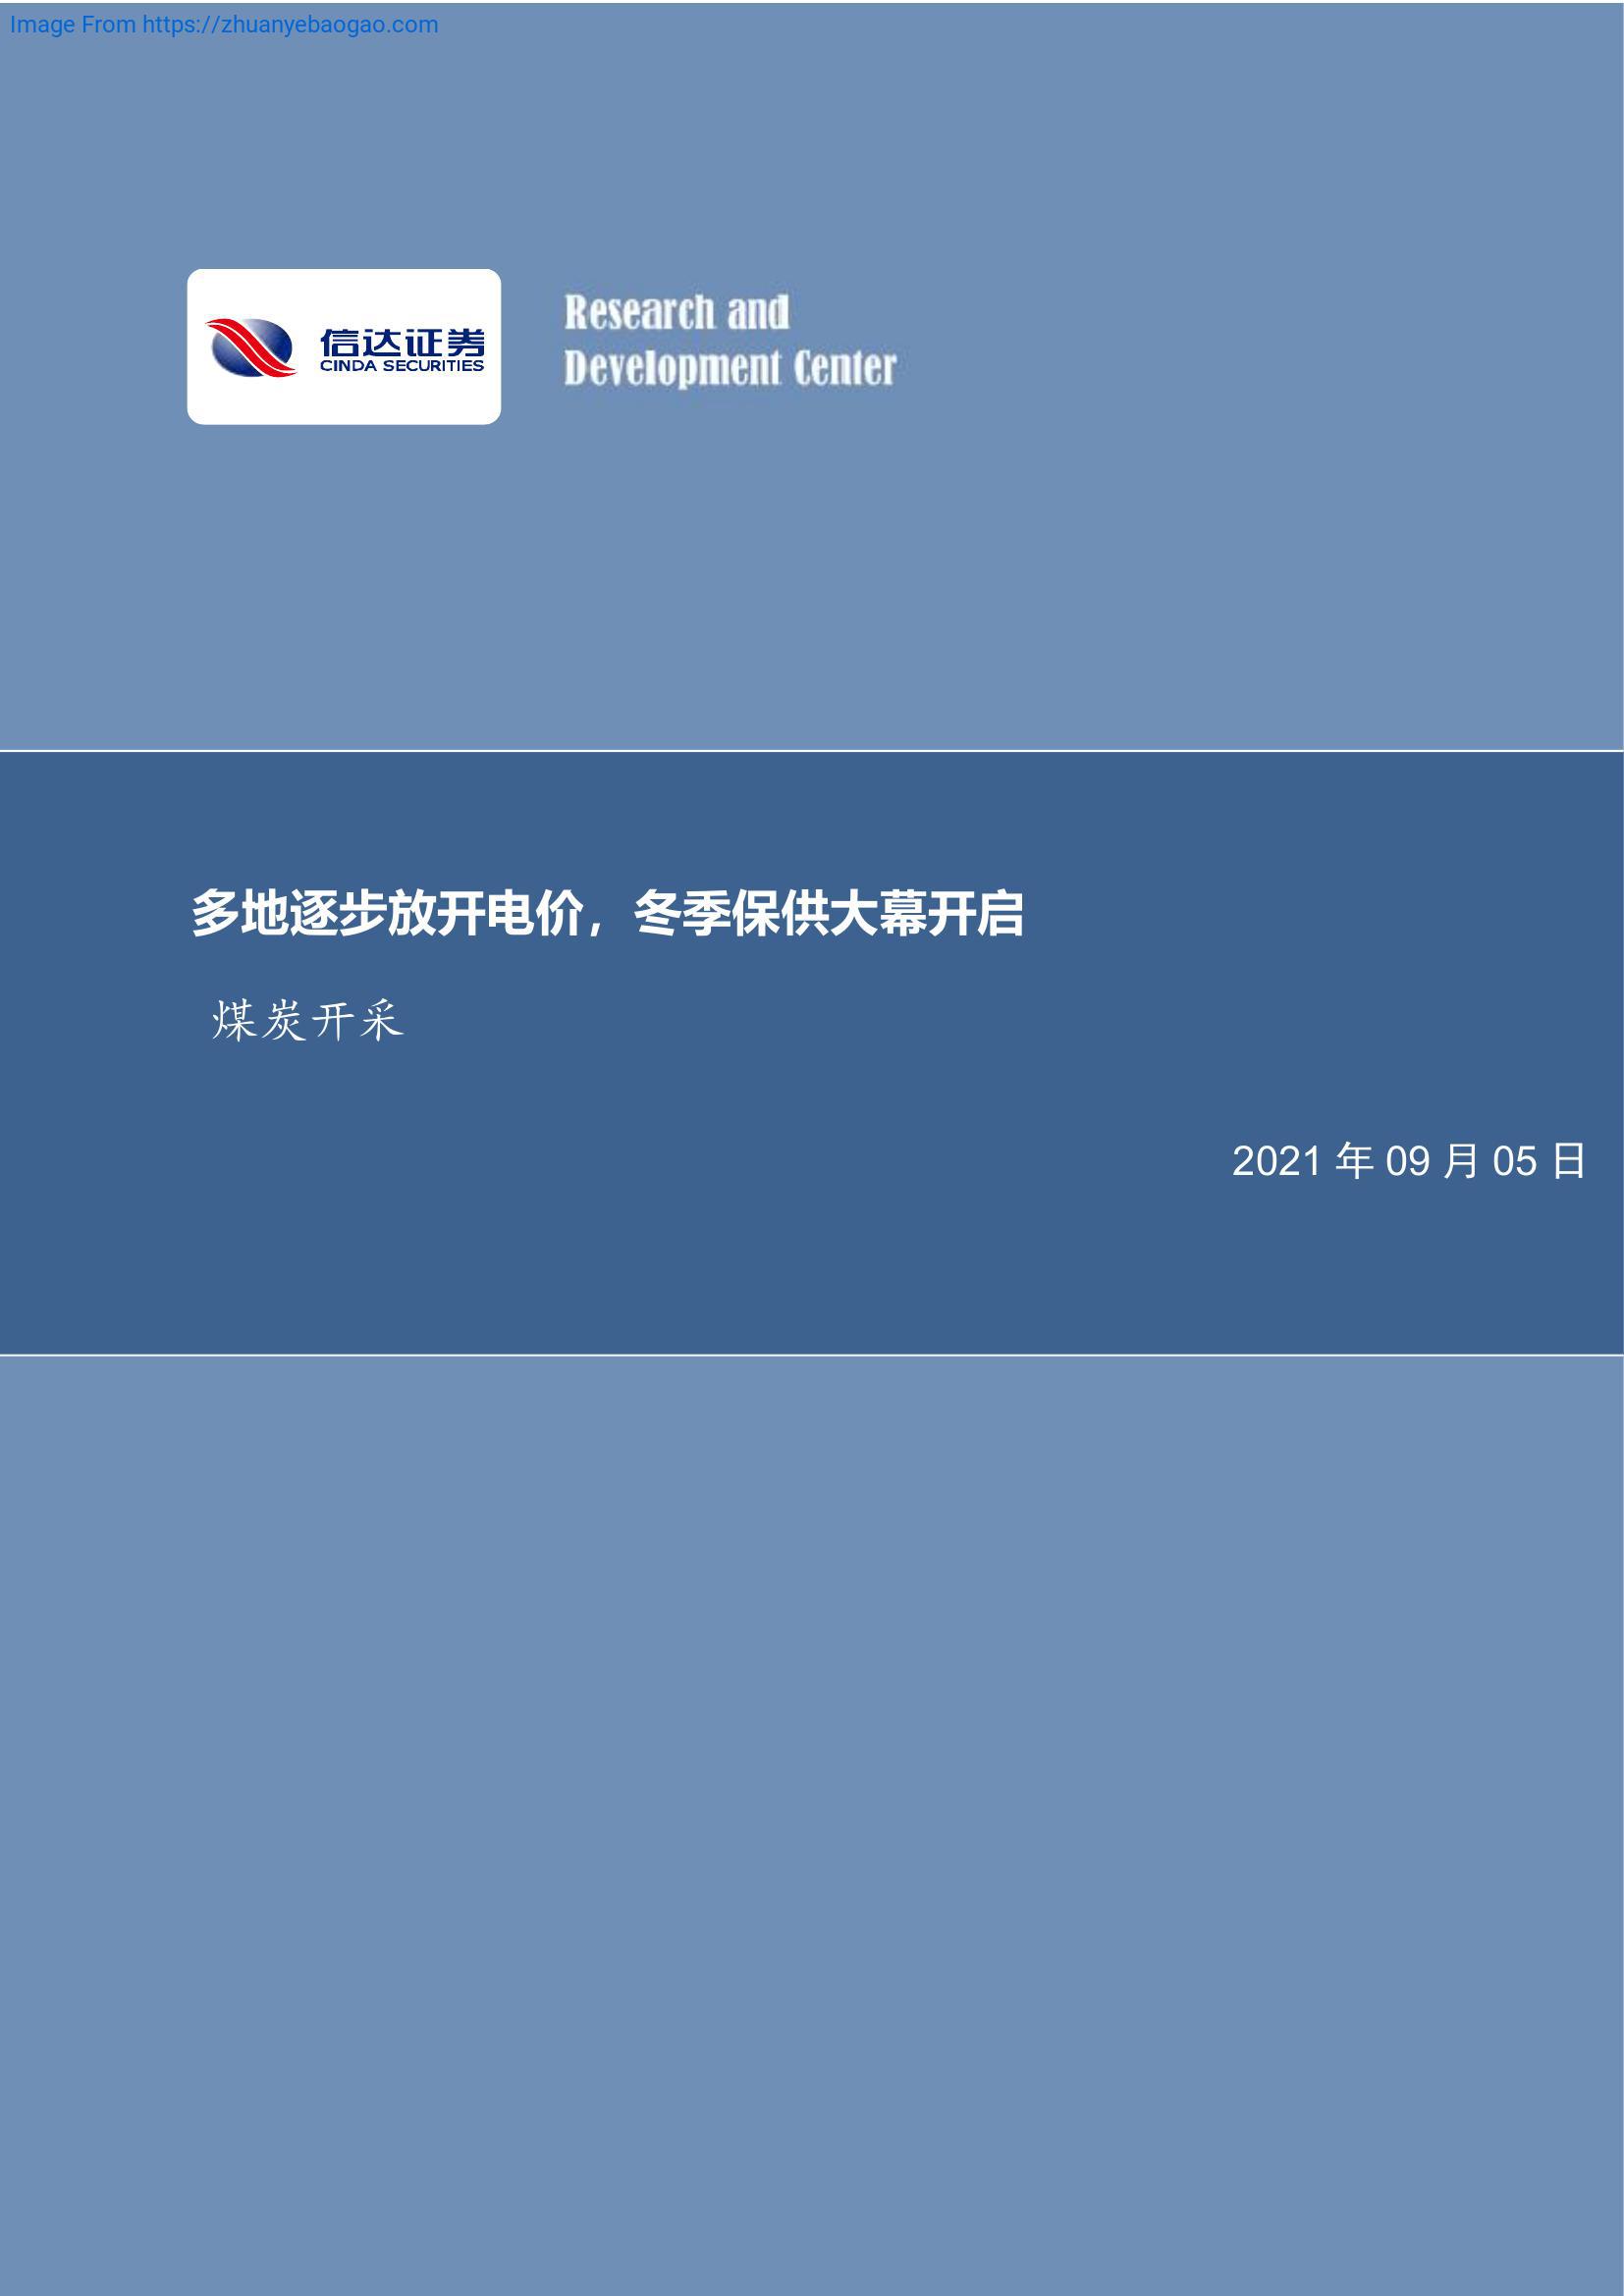 Image From https://zhuanyebaogao.com
信达证券
CINDA SECURITIES
Research and
Development Center
多地逐步放开电价，冬季保供大幕开启
煤炭开采
2021 年 09 月 05 日